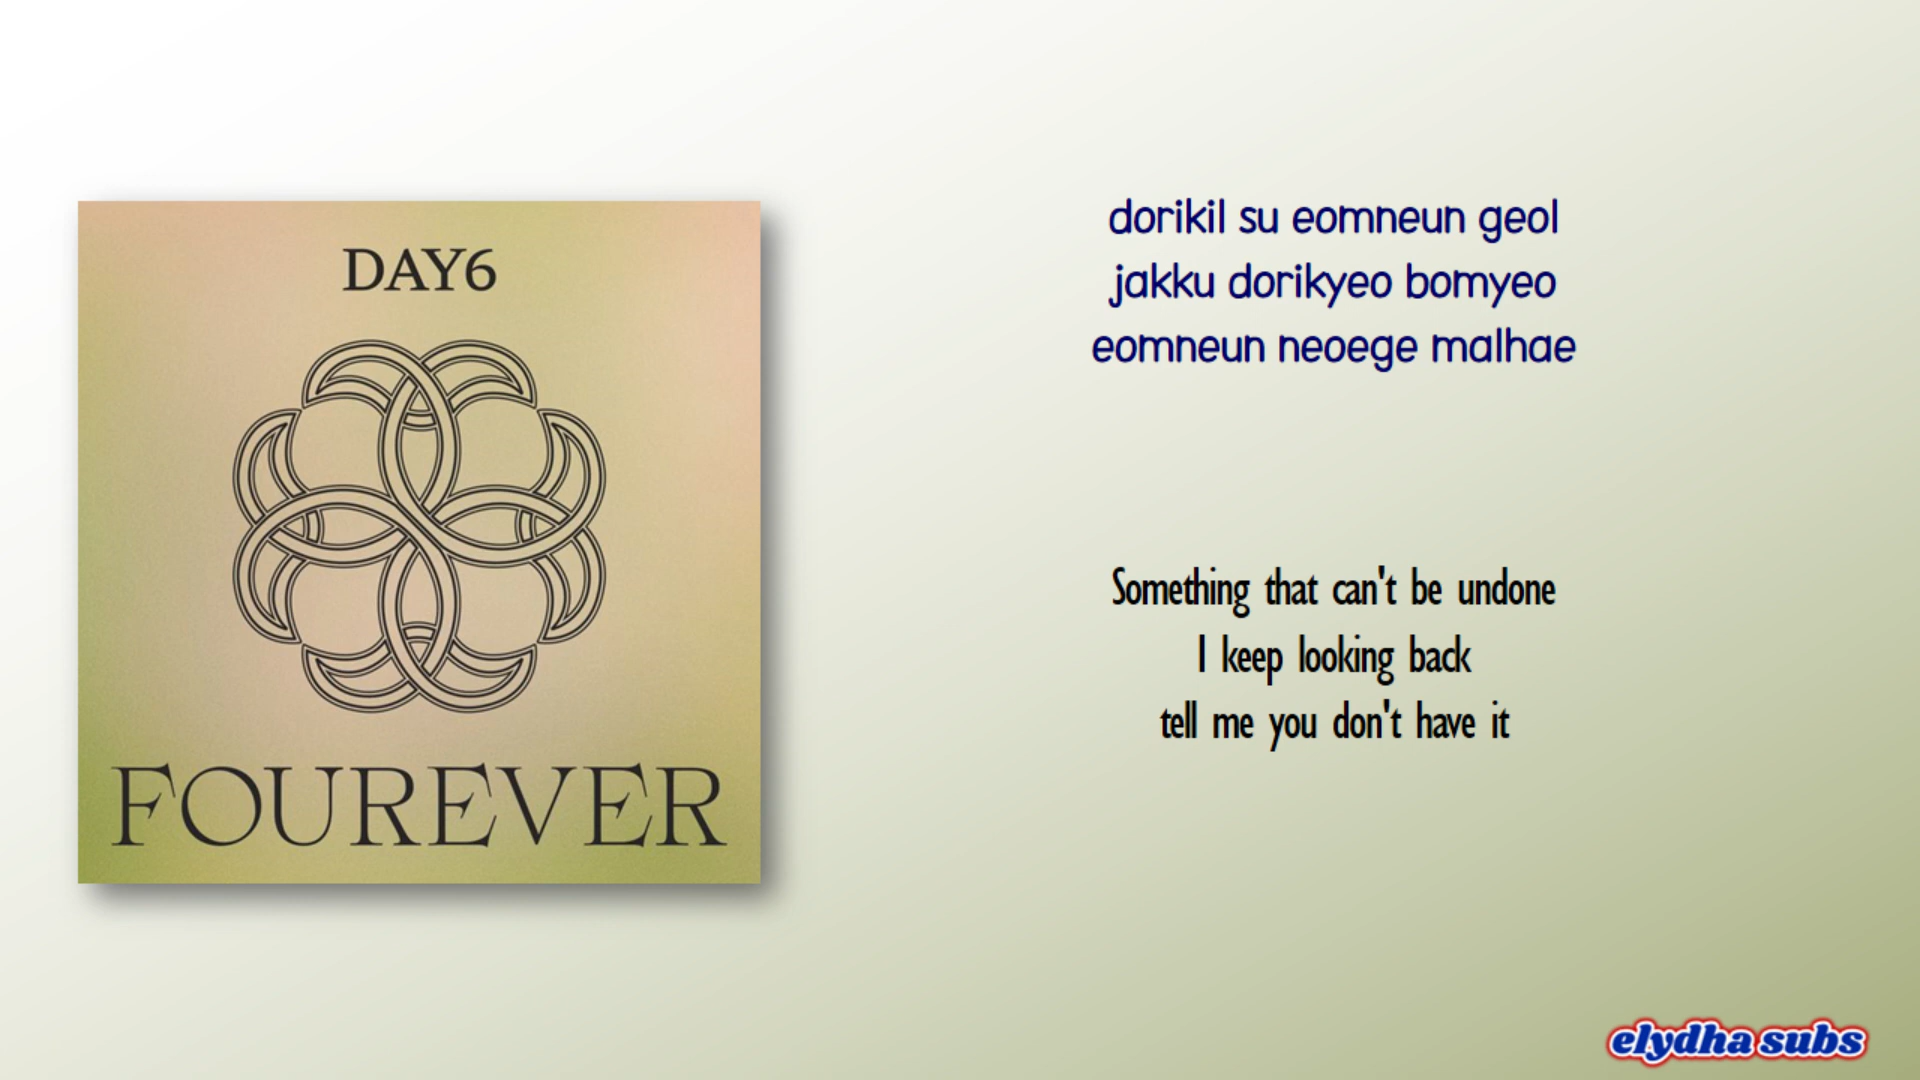 DAY6
FOUREVER
dorikil su eomneun geol
jakku dorikyeo bomyeo
eomneun neoege malhae
Something that can't be undone
I keep looking back
tell me you don't have it
elydha subs